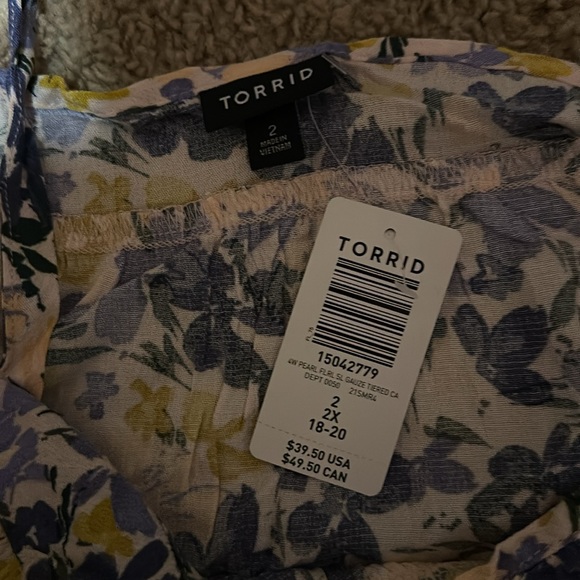 TORRID
2
MADE IN
VIETNAM
TORRID
15042779
4W PEARL FLRL SL GAUZE TIERED CA
DEPT 0050 21SMR4
2
2X
18-20
$39.50 USA
$49.50 CAN